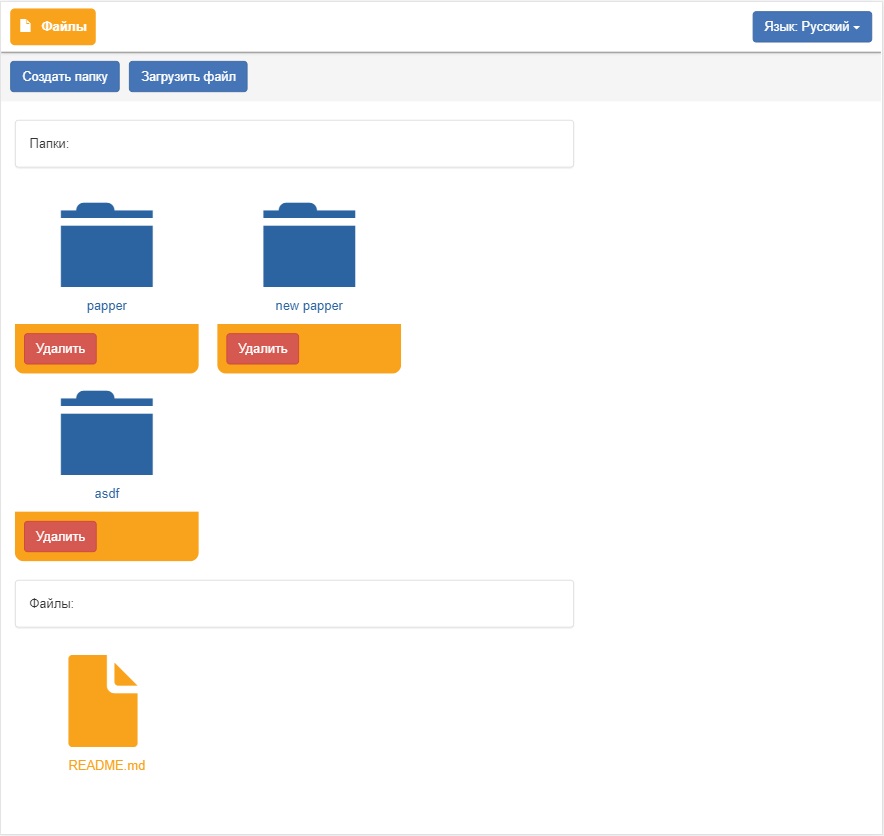 Файлы
Язык: Русский
Создать папку
Загрузить файл
Папки:
papper
new papper
Удалить
Удалить
asdf
Удалить
Файлы:
README.md